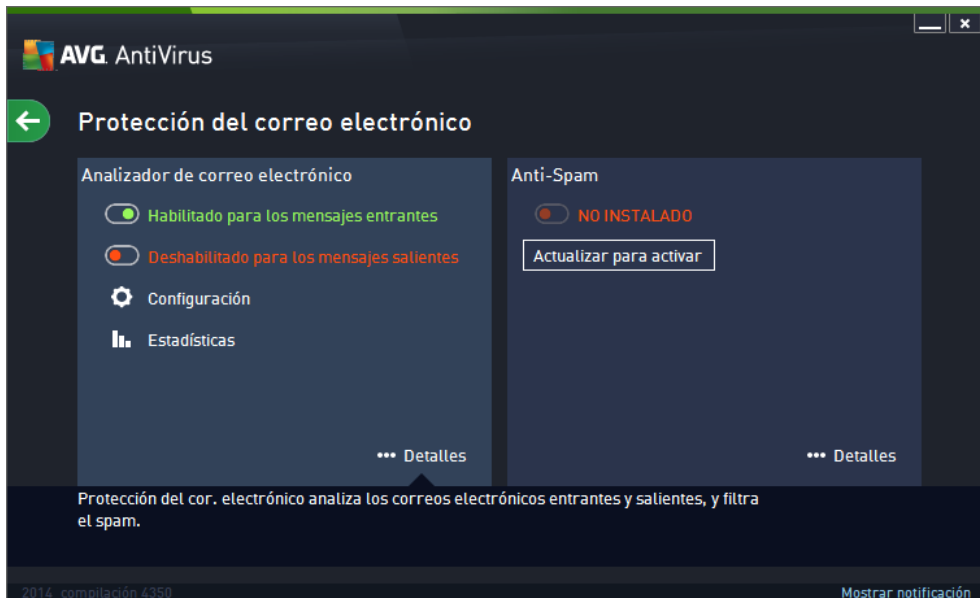 AVG. AntiVirus
Protección del correo electrónico
Analizador de correo electrónico
Habilitado para los mensajes entrantes
Deshabilitado para los mensajes salientes
Configuración
Estadísticas
Detalles
Anti-Spam
NO INSTALADO
Actualizar para activar
Detalles
Protección del cor. electrónico analiza los correos electrónicos entrantes y salientes, y filtra
el spam.
2014 compilación 4350
Mostrar notificación